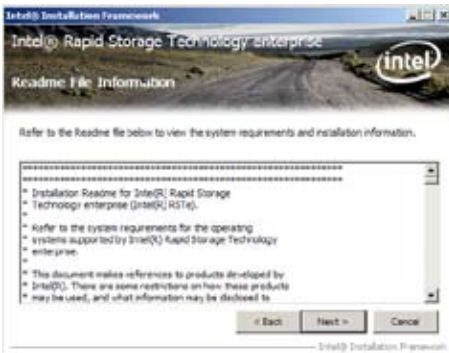 Intel® Installation Framework
Intel® Rapid Storage Technology enterprise
intel
Readme File Information
Refer to the Readme file below to view the system requirements and installation information.
* Installation Readme for Intel(R) Rapid Storage
* Technology enterprise (Intel(R) RSTe).
*
* Refer to the system requirements for the operating
* systems supported by Intel(R) Rapid Storage Technology
* enterprise.
*
* This document makes references to products developed by
* Intel(R). There are some restrictions on how these products
* may be used, and what information may be disclosed to
< Back
Next >
Cancel
Intel® Installation Framework